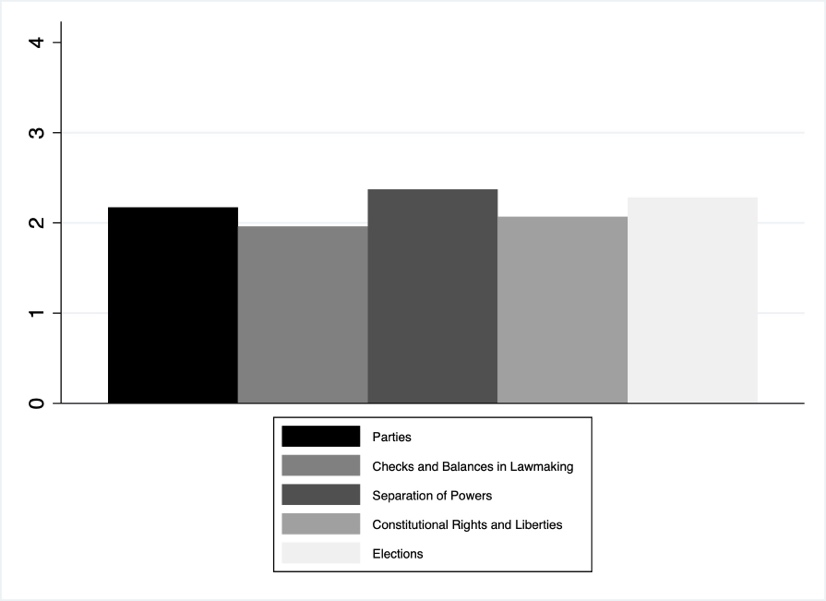 4
3
2
1
0
Parties
Checks and Balances in Lawmaking
Separation of Powers
Constitutional Rights and Liberties
Elections